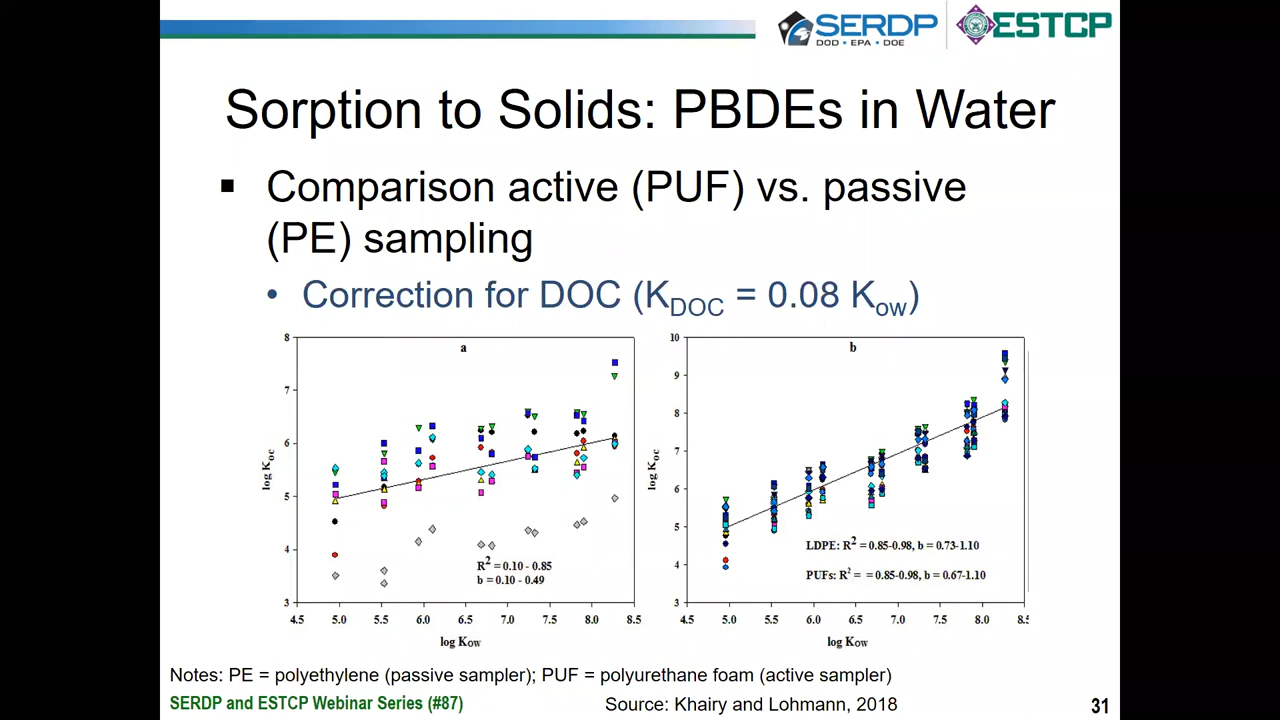 SERDP
DOD • EPA • DOE
ESTCP
Sorption to Solids: PBDEs in Water
▪ Comparison active (PUF) vs. passive
(PE) sampling
• Correction for DOC (KDOC = 0.08 Kow)
8
7
6
5
4
3
log KOC
a
R2 = 0.10 - 0.85
b = 0.10 - 0.49
4.5 5.0 5.5 6.0 6.5 7.0 7.5 8.0 8.5
log KOW
10
9
8
7
6
5
4
3
log KOC
b
LDPE: R2 = 0.85-0.98, b = 0.73-1.10
PUFs: R2 = = 0.85-0.98, b = 0.67-1.10
4.5 5.0 5.5 6.0 6.5 7.0 7.5 8.0 8.5
log KOW
Notes: PE = polyethylene (passive sampler); PUF = polyurethane foam (active sampler)
SERDP and ESTCP Webinar Series (#87)
Source: Khairy and Lohmann, 2018
31